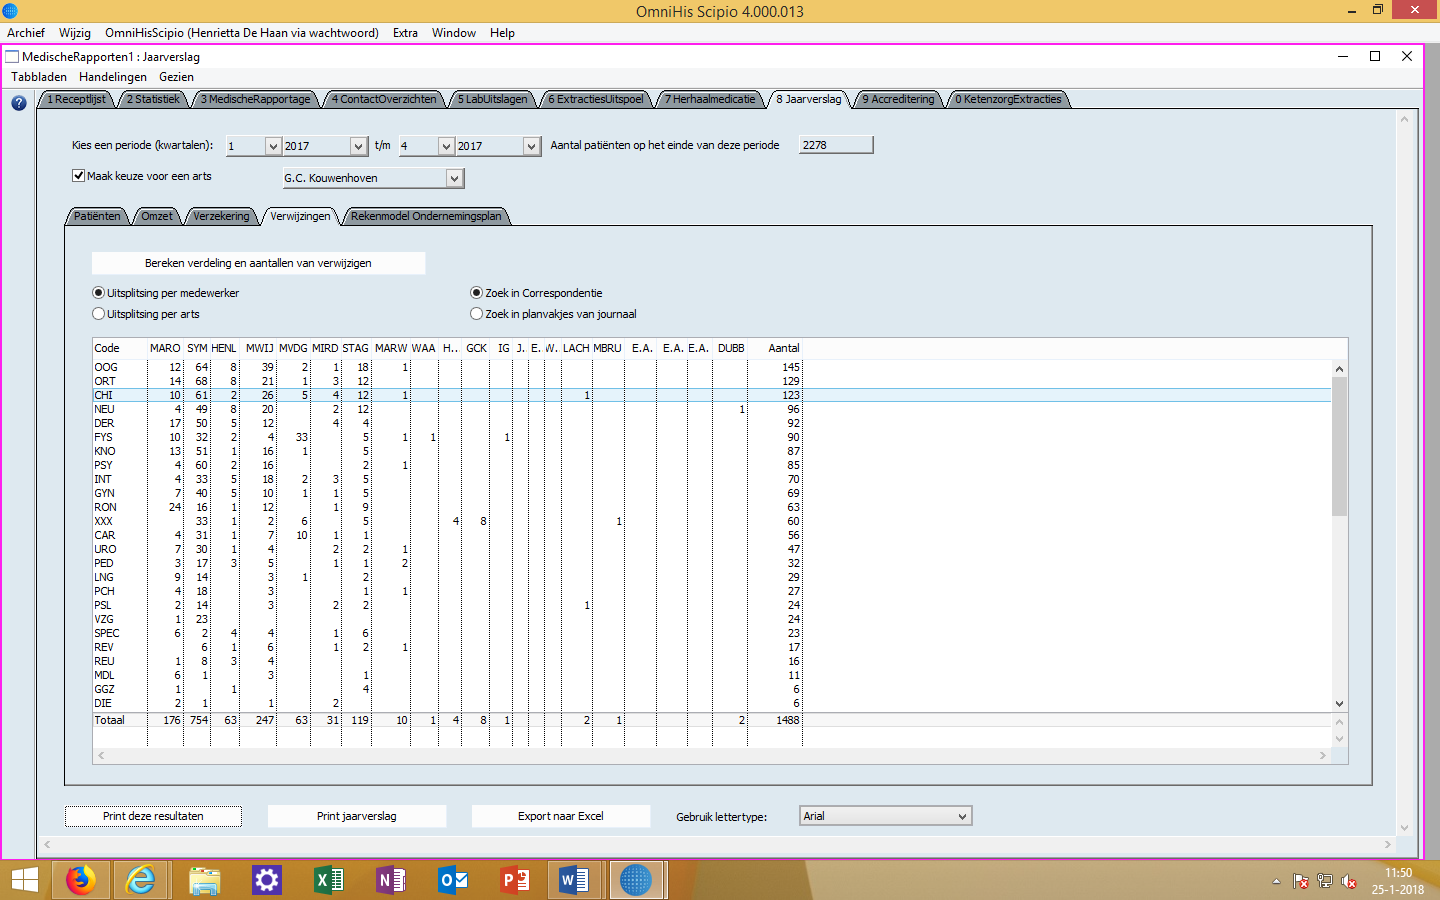 OmniHis Scipio 4.000.013
Archief Wijzig OmniHisScipio (Henrietta De Haan via wachtwoord) Extra Window Help
MedischeRapporten1 : Jaarverslag
Tabbladen Handelingen Gezien
1 Receptlijst 2 Statistiek 3 MedischeRapportage 4 ContactOverzichten 5 LabUitslagen 6 ExtractiesUitspoel 7 Herhaalmedicatie 8 Jaarverslag 9 Accreditering 0 KetenzorgExtracties
Kies een periode (kwartalen): 1 2017 t/m 4 2017 Aantal patiënten op het einde van deze periode 2278
Maak keuze voor een arts G.C. Kouwenhoven
Patiënten Omzet Verzekering Verwijzingen Rekenmodel Ondernemingsplan
Bereken verdeling en aantallen van verwijzigen
Uitsplitsing per medewerker Zoek in Correspondentie
Uitsplitsing per arts Zoek in planvakjes van journaal
Code MARO SYM HENL MWIJ MVDG MIRD STAG MARW WAA H... GCK IG J.. E. W. LACH MBRU E.A. E.A. E.A. DUBB Aantal
OOG 12 64 8 39 2 1 18 1 145
ORT 14 68 8 21 1 3 12 129
CHI 10 61 2 26 5 4 12 1 1 123
NEU 4 49 8 20 2 12 1 96
DER 17 50 5 12 4 4 92
FYS 10 32 2 4 33 5 1 1 1 90
KNO 13 51 1 16 1 5 87
PSY 4 60 2 16 2 1 85
INT 4 33 5 18 2 3 5 70
GYN 7 40 5 10 1 1 5 69
RON 24 16 1 12 1 9 63
XXX 33 1 2 6 5 4 8 1 60
CAR 4 31 1 7 10 1 1 56
URO 7 30 1 4 2 2 1 47
PED 3 17 3 5 1 1 2 32
LNG 9 14 3 1 2 29
PCH 4 18 3 1 1 27
PSL 2 14 3 2 2 1 24
VZG 1 23 24
SPEC 6 2 4 4 1 6 23
REV 6 1 6 1 2 1 17
REU 1 8 3 4 16
MDL 6 1 3 1 11
GGZ 1 1 4 6
DIE 2 1 1 2 6
Totaal 176 754 63 247 63 31 119 10 1 4 8 1 2 1 2 1488
Print deze resultaten Print jaarverslag Export naar Excel Gebruik lettertype: Arial
11:50
25-1-2018